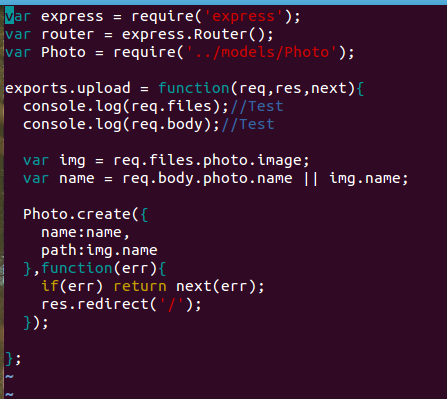 var express = require('express');
var router = express.Router();
var Photo = require('../models/Photo');

exports.upload = function(req,res,next){
  console.log(req.files);//Test
  console.log(req.body);//Test

  var img = req.files.photo.image;
  var name = req.body.photo.name || img.name;

  Photo.create({
    name:name,
    path:img.name
  },function(err){
    if(err) return next(err);
    res.redirect('/');
  });

};
~
~